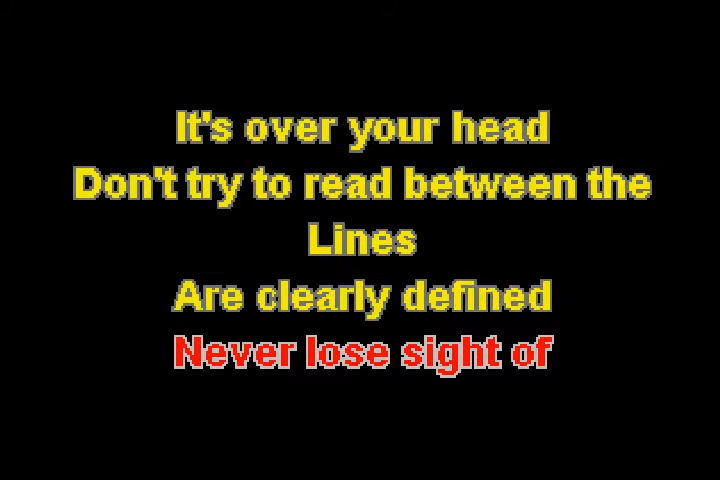 It's over your head
Don't try to read between the
Lines
Are clearly defined
Never lose sight of